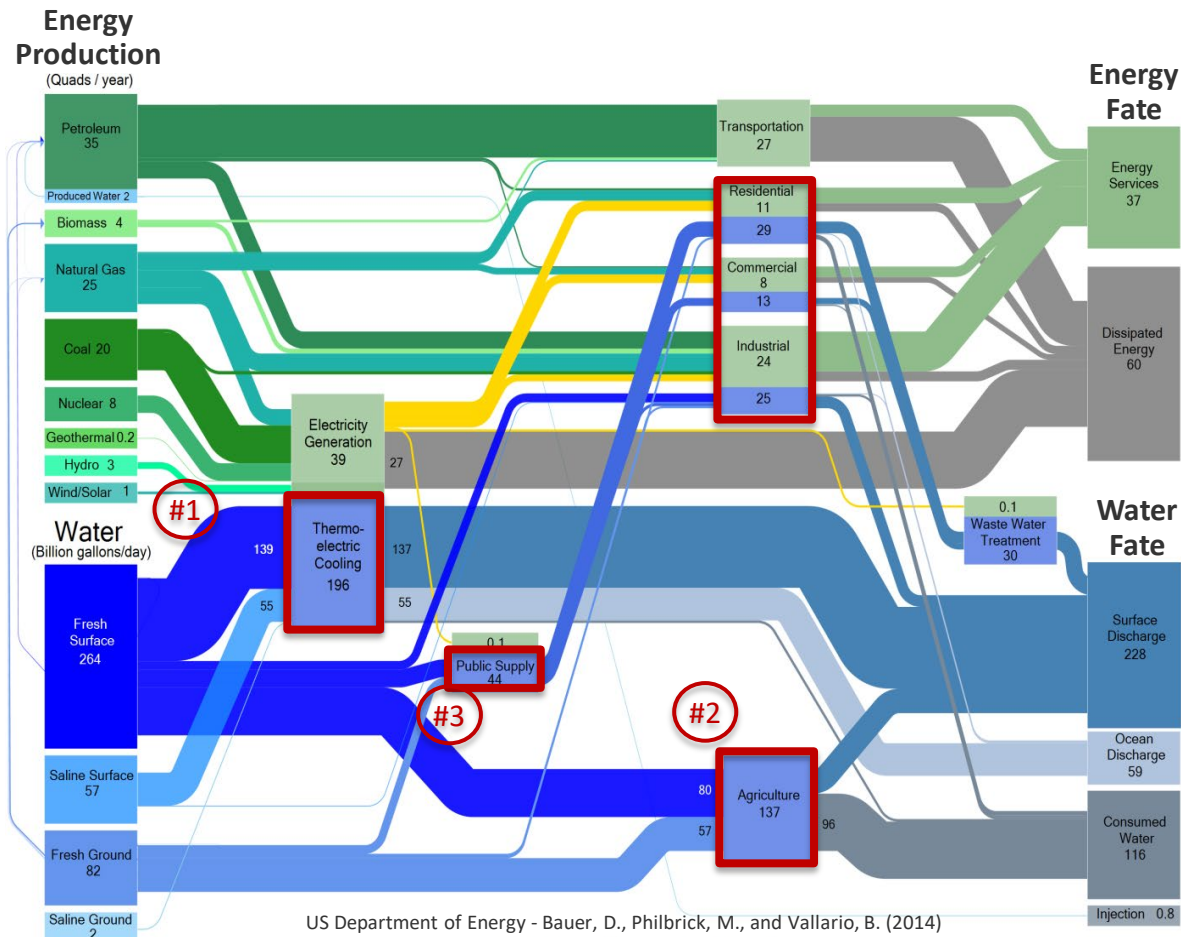 Energy
Production
(Quads / year)
Petroleum
35
Produced Water 2
Biomass 4
Natural Gas
25
Coal 20
Nuclear 8
Geothermal 0.2
Hydro 3
Wind/Solar 1
#1
Water
(Billion gallons/day)
Fresh
Surface
264
Saline Surface
57
Fresh Ground
82
Saline Ground
2
Electricity
Generation
39
27
139
55
Thermo-
electric
Cooling
196
137
55
0.1
Public Supply
44
#3
Transportation
27
Residential
11
29
Commercial
8
13
Industrial
24
25
#2
80
57
Agriculture
137
96
0.1
Waste Water
Treatment
30
Energy
Fate
Energy
Services
37
Dissipated
Energy
60
Water
Fate
Surface
Discharge
228
Ocean
Discharge
59
Consumed
Water
116
Injection 0.8
US Department of Energy - Bauer, D., Philbrick, M., and Vallario, B. (2014)